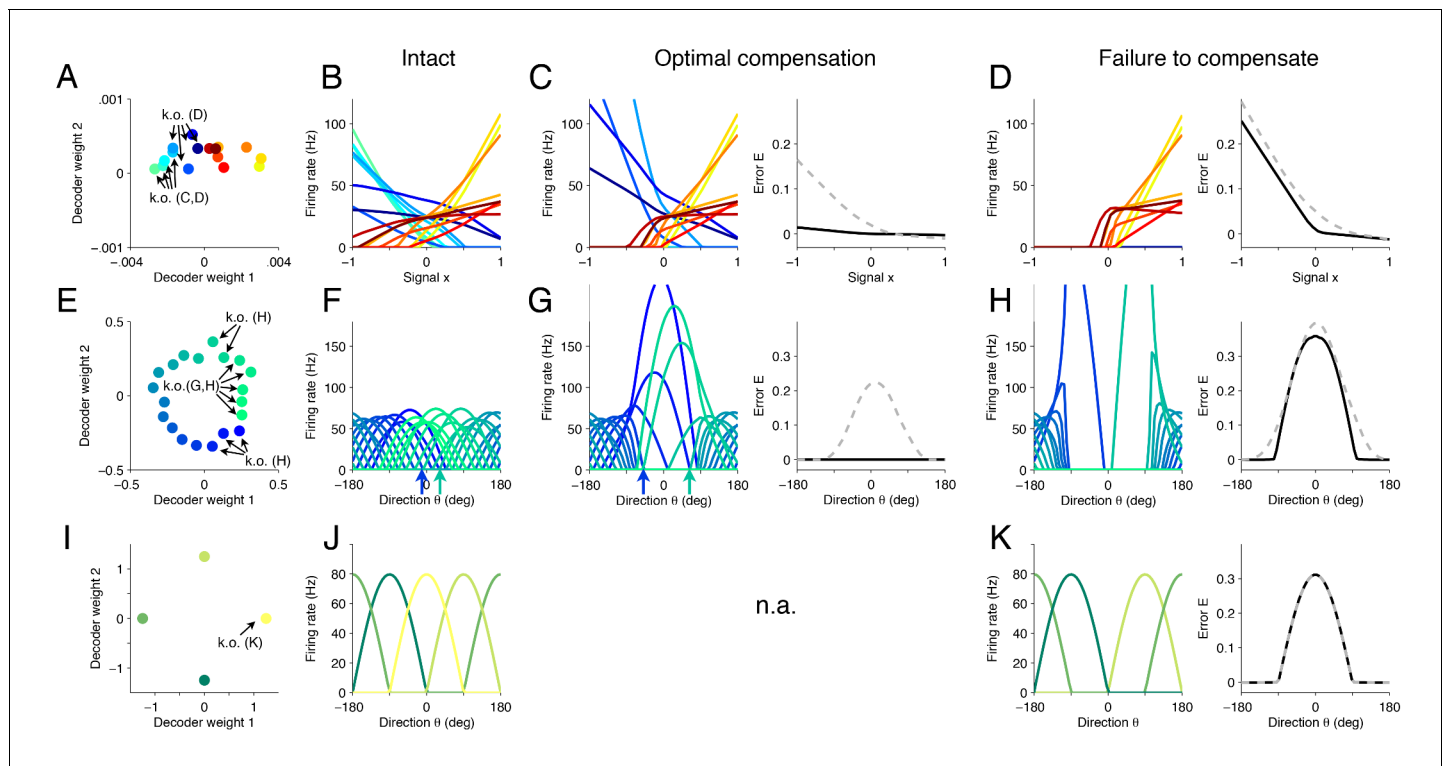 Intact
Optimal compensation
Failure to compensate
A
.001
0
−.001
Decoder weight 2
k.o. (D)
k.o. (C,D)
−.004
0
.004
Decoder weight 1
B
100
50
0
Firing rate (Hz)
−1
0
1
Signal x
C
100
50
0
Firing rate (Hz)
−1
0
1
Signal x
0.2
0.1
0
Error E
−1
0
1
Signal x
D
100
50
0
Firing rate (Hz)
−1
0
1
Signal x
0.2
0.1
0
Error E
−1
0
1
Signal x
E
0.5
0
−0.5
Decoder weight 2
k.o. (H)
k.o.(G,H)
k.o. (H)
−0.5
0
0.5
Decoder weight 1
F
150
100
50
0
Firing rate (Hz)
−180
0
180
Direction θ (deg)
G
150
100
50
0
Firing rate (Hz)
−180
0
180
Direction θ (deg)
0.3
0.2
0.1
0
Error E
−180
0
180
Direction θ (deg)
H
150
100
50
0
Firing rate (Hz)
−180
0
180
Direction θ (deg)
0.3
0.2
0.1
0
Error E
−180
0
180
Direction θ (deg)
I
1
0
−1
Decoder weight 2
k.o. (K)
−1
0
1
Decoder weight 1
J
80
60
40
20
0
Firing rate (Hz)
−180
0
180
Direction θ (deg)
n.a.
K
80
60
40
20
0
Firing rate (Hz)
−180
0
180
Direction θ
0.3
0.2
0.1
0
Error E
−180
0
180
Direction θ (deg)